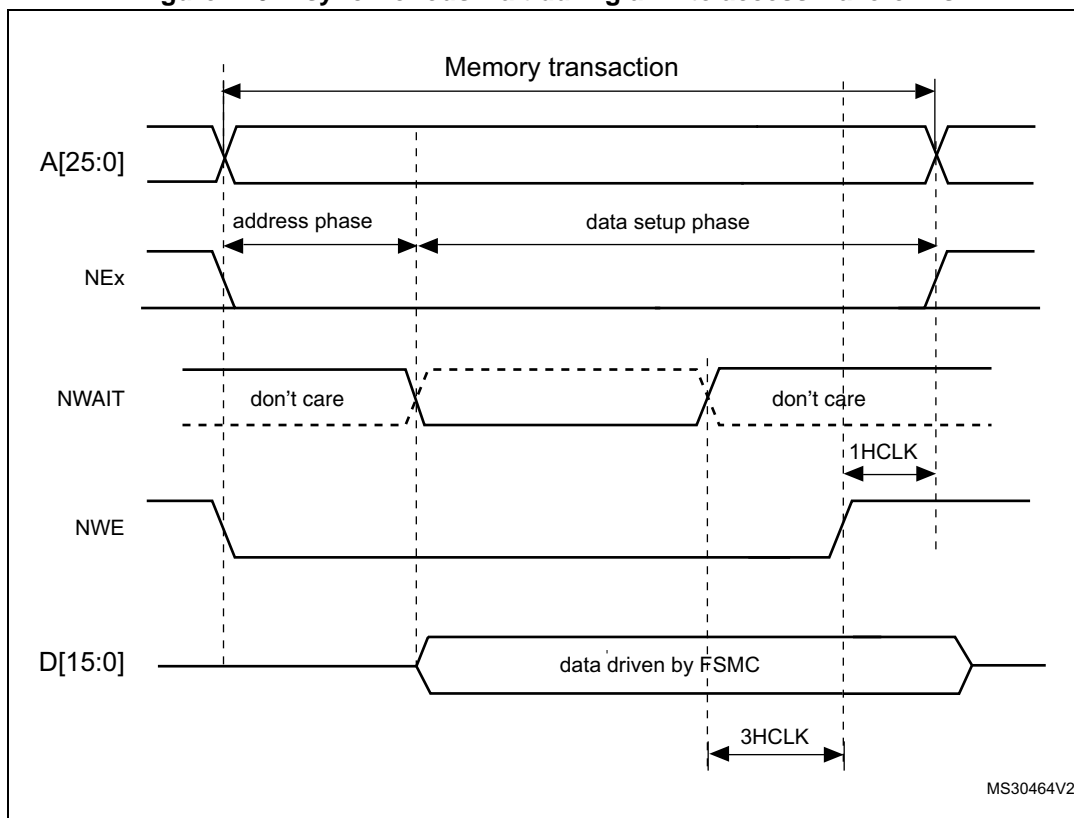 Memory transaction
A[25:0]
address phase
data setup phase
NEx
NWAIT
don't care
don't care
1HCLK
NWE
D[15:0]
data driven by FSMC
3HCLK
MS30464V2